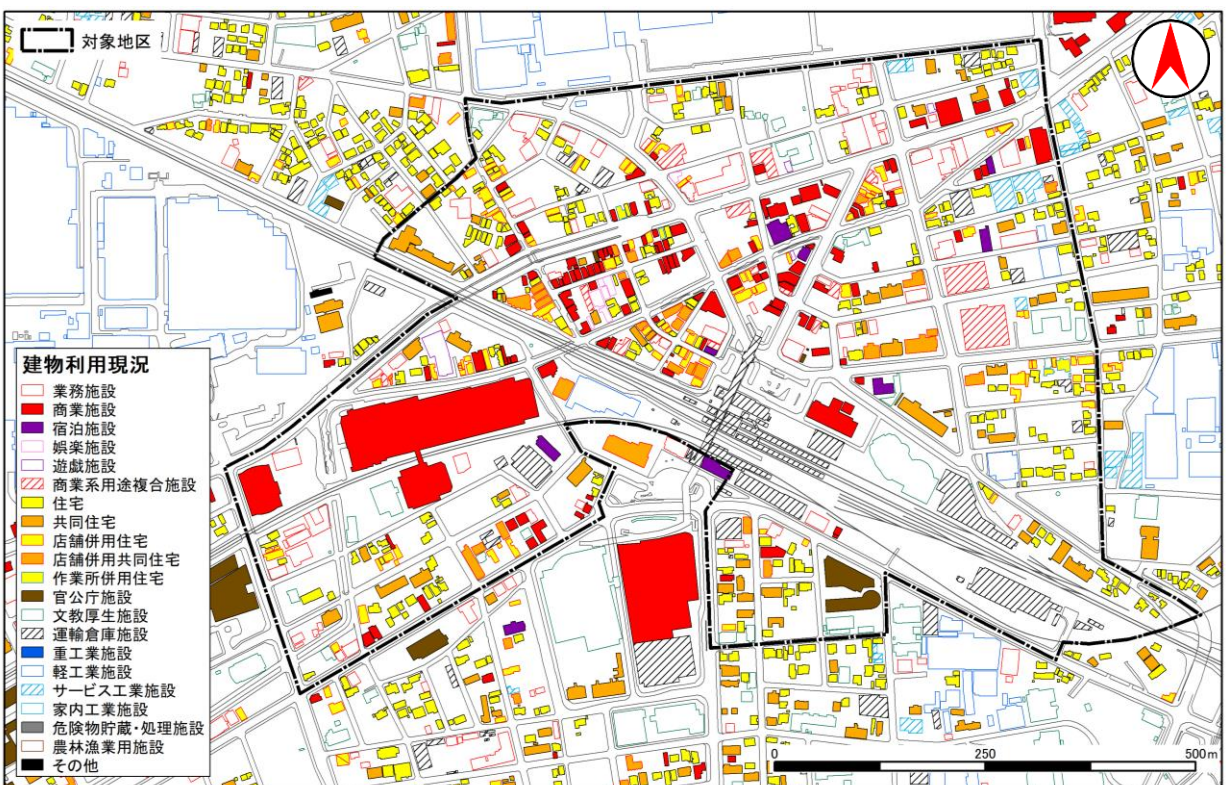 対象地区
建物利用現況
業務施設
商業施設
宿泊施設
娯楽施設
遊戯施設
商業系用途複合施設
住宅
共同住宅
店舗併用住宅
店舗併用共同住宅
作業所併用住宅
官公庁施設
文教厚生施設
運輸倉庫施設
重工業施設
軽工業施設
サービス工業施設
家内工業施設
危険物貯蔵・処理施設
農林漁業用施設
その他
0 250 500m